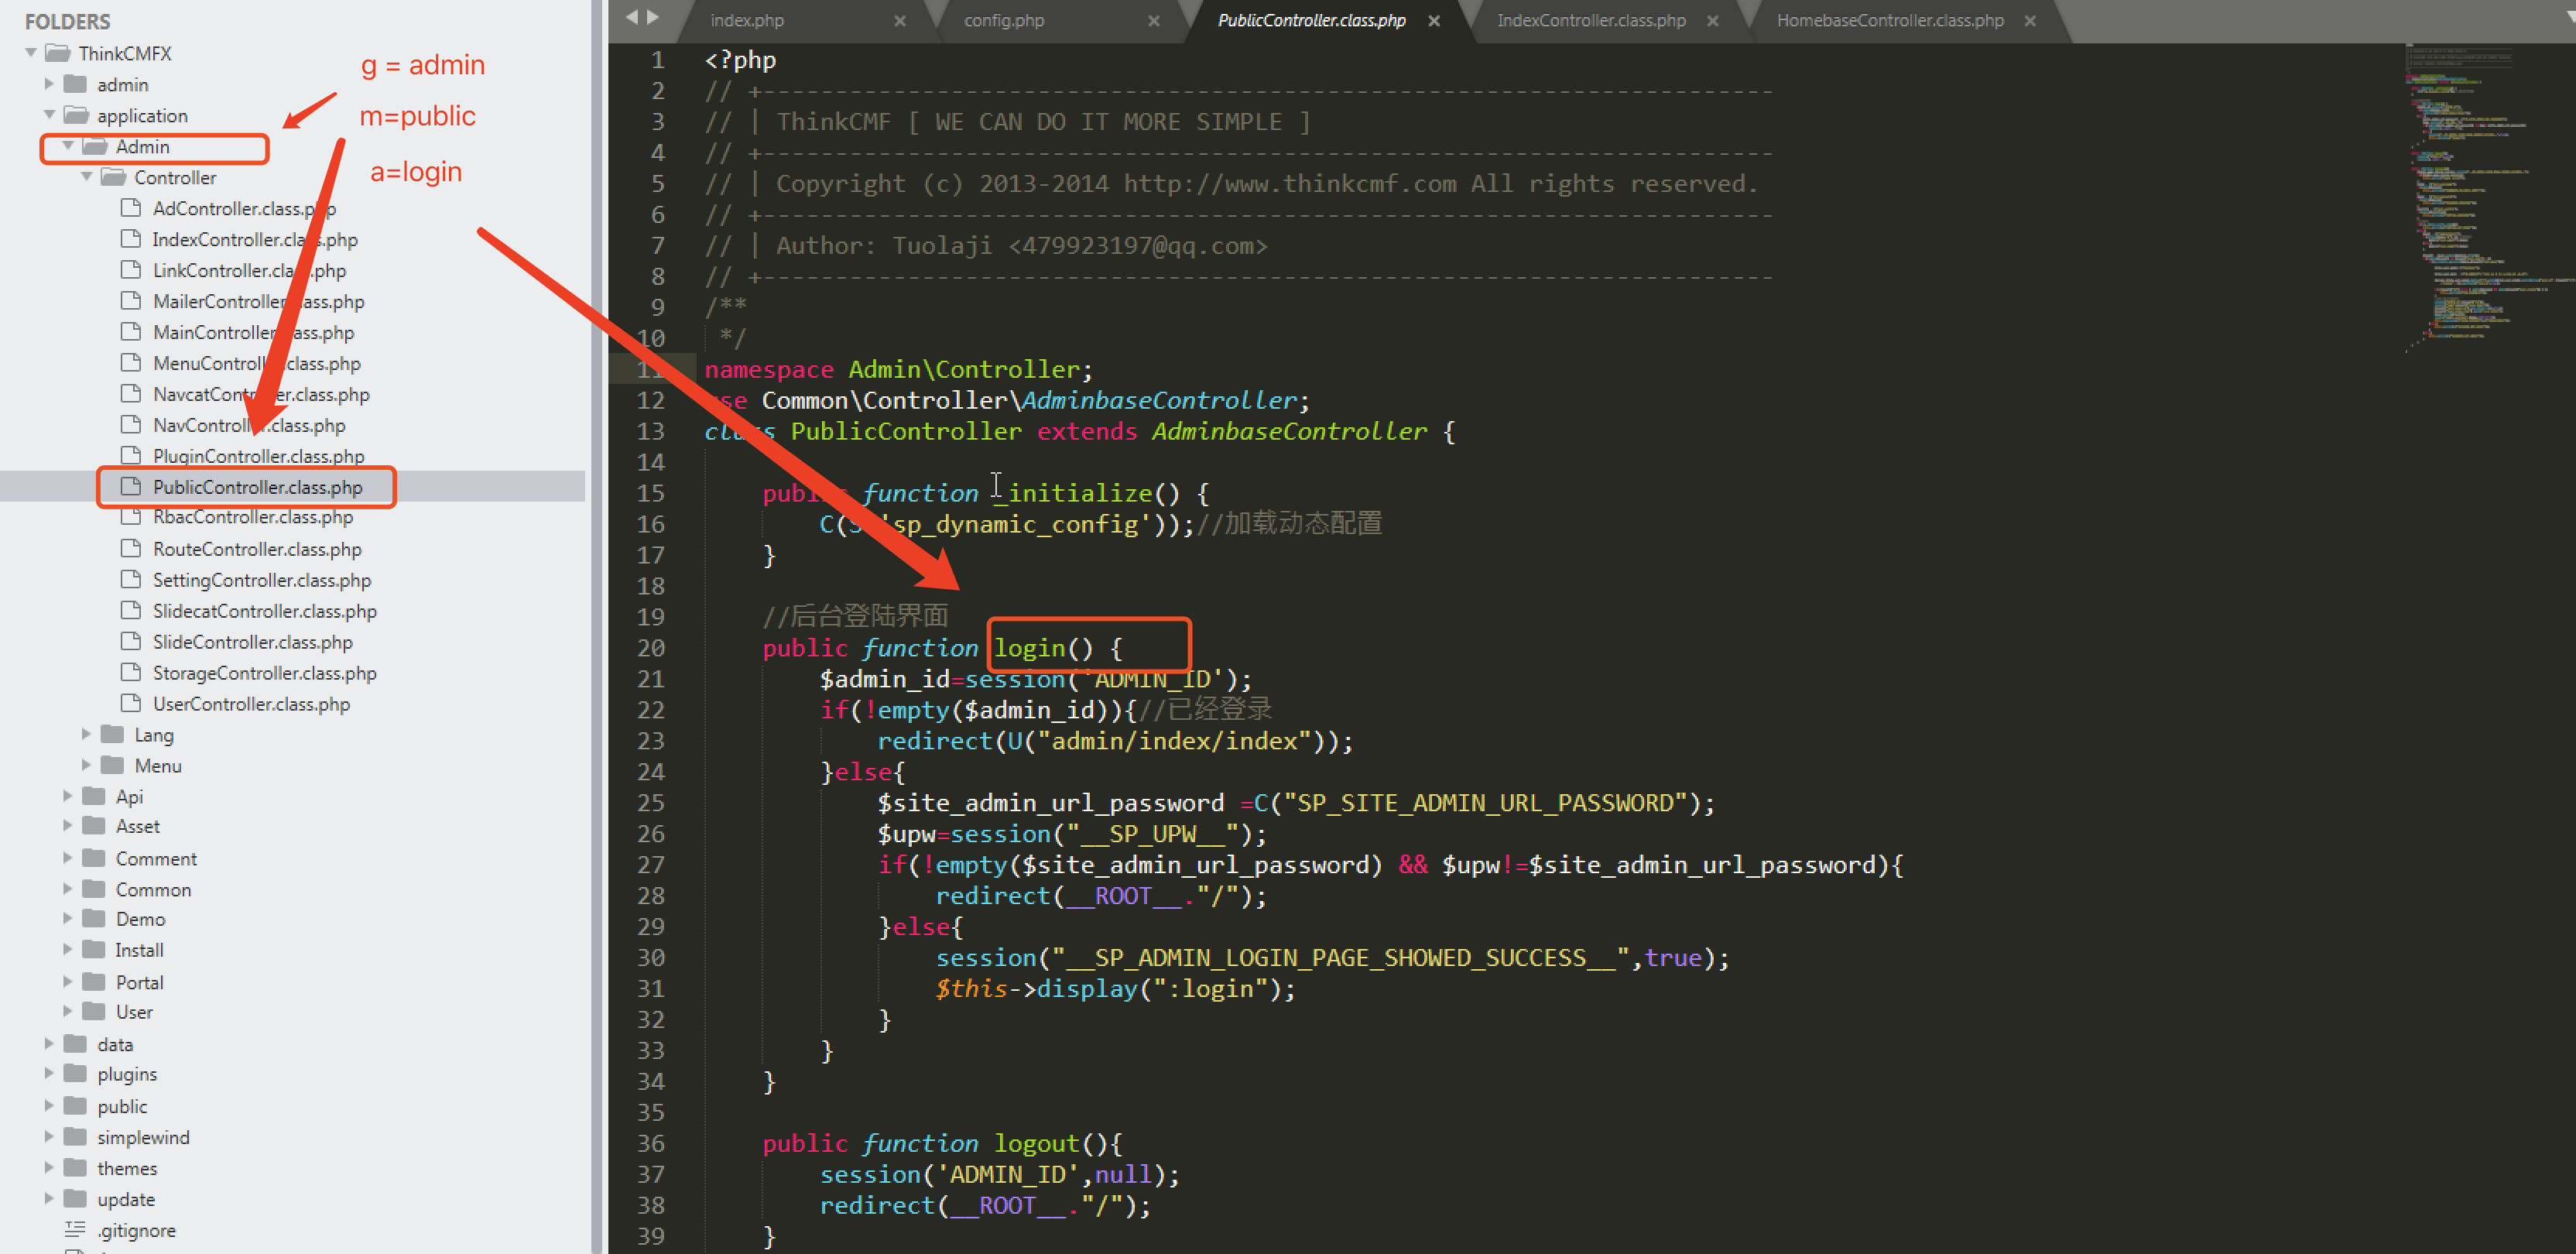 FOLDERS
ThinkCMFX
admin
application
Admin
Controller
AdController.class.php
IndexController.class.php
LinkController.class.php
MailerController.class.php
MainController.class.php
MenuController.class.php
NavcatController.class.php
NavController.class.php
PluginController.class.php
PublicController.class.php
RbacController.class.php
RouteController.class.php
SettingController.class.php
SlidecatController.class.php
SlideController.class.php
StorageController.class.php
UserController.class.php
Lang
Menu
Api
Asset
Comment
Common
Demo
Install
Portal
User
data
plugins
public
simplewind
themes
update
.gitignore
g = admin
m=public
a=login
index.php × config.php × PublicController.class.php × IndexController.class.php × HomebaseController.class.php ×
1 <?php
2 // +----------------------------------------------------------------------
3 // | ThinkCMF [ WE CAN DO IT MORE SIMPLE ]
4 // +----------------------------------------------------------------------
5 // | Copyright (c) 2013-2014 http://www.thinkcmf.com All rights reserved.
6 // +----------------------------------------------------------------------
7 // | Author: Tuolaji <479923197@qq.com>
8 // +----------------------------------------------------------------------
9 /**
10 */
11 namespace Admin\Controller;
12 use Common\Controller\AdminbaseController;
13 class PublicController extends AdminbaseController {
14
15 public function _initialize() {
16 C(S('sp_dynamic_config'));//加载动态配置
17 }
18
19 //后台登陆界面
20 public function login() {
21 $admin_id=session('ADMIN_ID');
22 if(!empty($admin_id)){//已经登录
23 redirect(U("admin/index/index"));
24 }else{
25 $site_admin_url_password =C("SP_SITE_ADMIN_URL_PASSWORD");
26 $upw=session("__SP_UPW__");
27 if(!empty($site_admin_url_password) && $upw!=$site_admin_url_password){
28 redirect(__ROOT__."/");
29 }else{
30 session("__SP_ADMIN_LOGIN_PAGE_SHOWED_SUCCESS__",true);
31 $this->display(":login");
32 }
33 }
34 }
35
36 public function logout(){
37 session('ADMIN_ID',null);
38 redirect(__ROOT__."/");
39 }